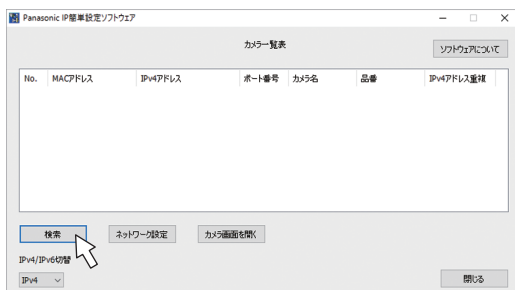 Panasonic IP簡単設定ソフトウェア
カメラ一覧表
ソフトウェアについて
No. MACアドレス IPv4アドレス ポート番号 カメラ名 品番 IPv4アドレス重複
検索 ネットワーク設定 カメラ画面を開く
IPv4/IPv6切替
IPv4 閉じる